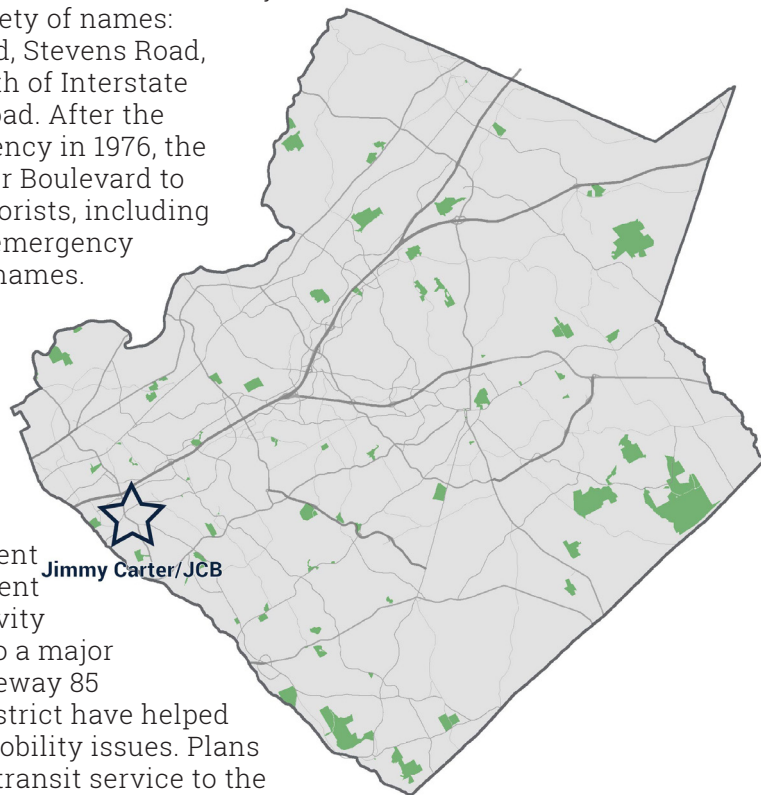 ety of names:
d, Stevens Road,
th of Interstate
oad. After the
ency in 1976, the
r Boulevard to
orists, including
emergency
names.
ent
Jimmy Carter/JCB
ent
vity
o a major
eway 85
strict have helped
obility issues. Plans
transit service to the